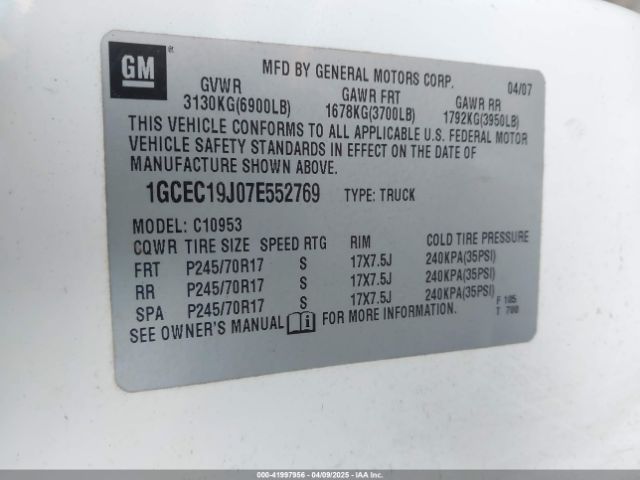 GM
MFD BY GENERAL MOTORS CORP. 04/07
GVWR GAWR FRT GAWR RR
3130KG(6900LB) 1678KG(3700LB) 1792KG(3950LB)
THIS VEHICLE CONFORMS TO ALL APPLICABLE U.S. FEDERAL MOTOR
VEHICLE SAFETY STANDARDS IN EFFECT ON THE DATE OF
MANUFACTURE SHOWN ABOVE.
1GCEC19J07E552769 TYPE: TRUCK
MODEL: C10953
CQWR TIRE SIZE SPEED RTG RIM COLD TIRE PRESSURE
FRT P245/70R17 S 17X7.5J 240KPA(35PSI)
RR P245/70R17 S 17X7.5J 240KPA(35PSI)
SPA P245/70R17 S 17X7.5J 240KPA(35PSI)
SEE OWNER'S MANUAL i FOR MORE INFORMATION.
F 105
T 700
000-41997956 - 04/09/2025 - iaai.com